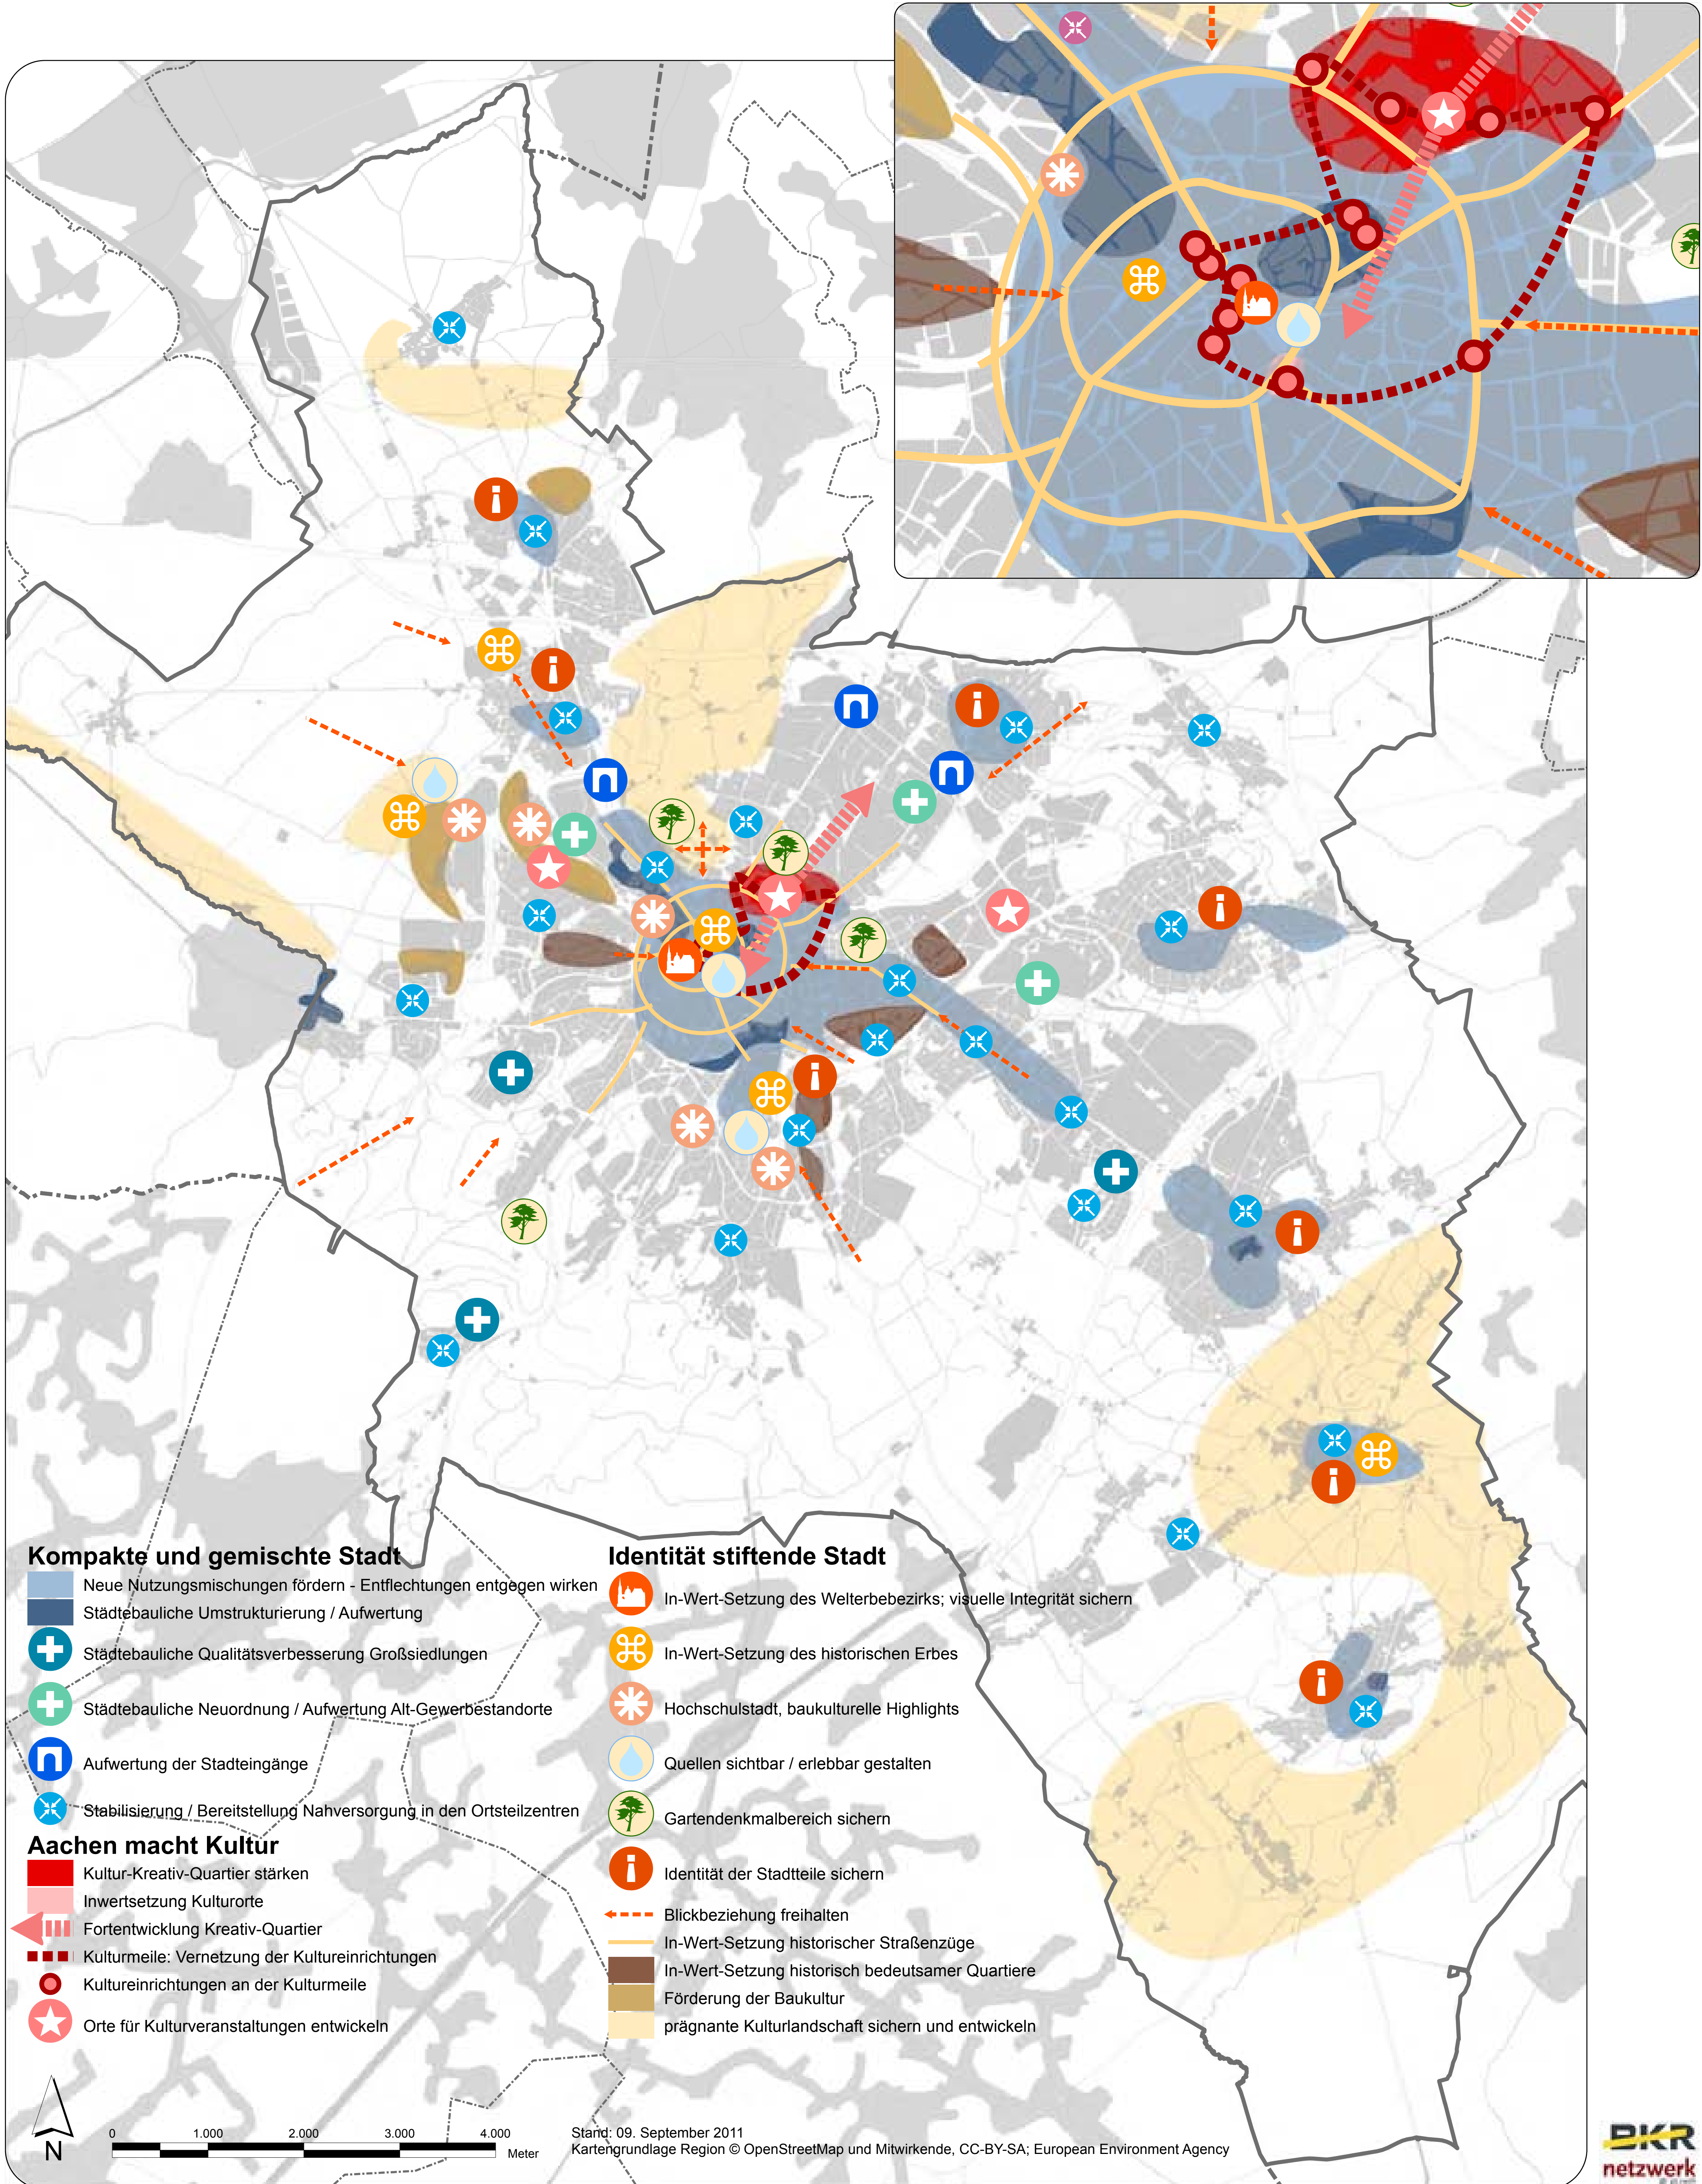 Kompakte und gemischte Stadt
Neue Nutzungsmischungen fördern - Entflechtungen entgegen wirken
Städtebauliche Umstrukturierung / Aufwertung
Städtebauliche Qualitätsverbesserung Großsiedlungen
Städtebauliche Neuordnung / Aufwertung Alt-Gewerbestandorte
Aufwertung der Stadteingänge
Stabilisierung / Bereitstellung Nahversorgung in den Ortsteilzentren
Aachen macht Kultur
Kultur-Kreativ-Quartier stärken
Inwertsetzung Kulturorte
Fortentwicklung Kreativ-Quartier
Kulturmeile: Vernetzung der Kultureinrichtungen
Kultureinrichtungen an der Kulturmeile
Orte für Kulturveranstaltungen entwickeln
Identität stiftende Stadt
In-Wert-Setzung des Welterbebezirks; visuelle Integrität sichern
In-Wert-Setzung des historischen Erbes
Hochschulstadt, baukulturelle Highlights
Quellen sichtbar / erlebbar gestalten
Gartendenkmalbereich sichern
Identität der Stadtteile sichern
Blickbeziehung freihalten
In-Wert-Setzung historischer Straßenzüge
In-Wert-Setzung historisch bedeutsamer Quartiere
Förderung der Baukultur
prägnante Kulturlandschaft sichern und entwickeln
N
0 1.000 2.000 3.000 4.000
Meter
Stand: 09. September 2011
Kartengrundlage Region © OpenStreetMap und Mitwirkende, CC-BY-SA; European Environment Agency
BKR
netzwerk